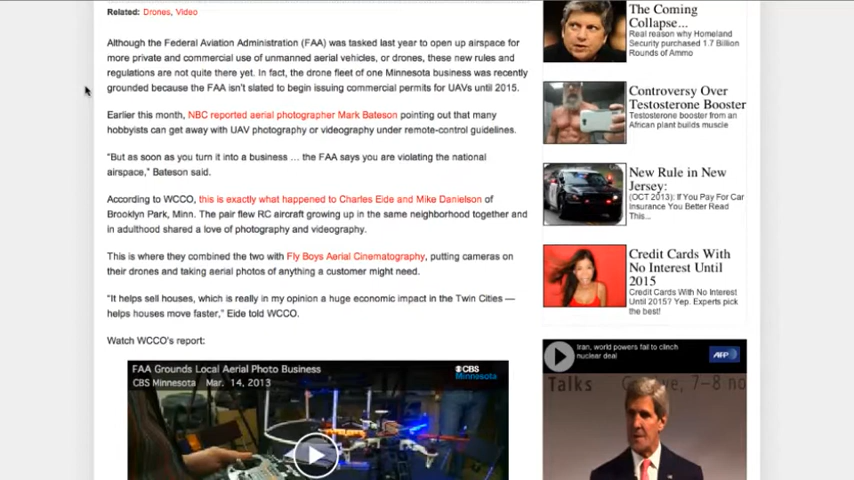 Related: Drones, Video
Although the Federal Aviation Administration (FAA) was tasked last year to open up airspace for
more private and commercial use of unmanned aerial vehicles, or drones, these new rules and
regulations are not quite there yet. In fact, the drone fleet of one Minnesota business was recently
grounded because the FAA isn't slated to begin issuing commercial permits for UAVs until 2015.
Earlier this month, NBC reported aerial photographer Mark Bateson pointing out that many
hobbyists can get away with UAV photography or videography under remote-control guidelines.
"But as soon as you turn it into a business … the FAA says you are violating the national
airspace," Bateson said.
According to WCCO, this is exactly what happened to Charles Eide and Mike Danielson of
Brooklyn Park, Minn. The pair flew RC aircraft growing up in the same neighborhood together and
in adulthood shared a love of photography and videography.
This is where they combined the two with Fly Boys Aerial Cinematography, putting cameras on
their drones and taking aerial photos of anything a customer might need.
"It helps sell houses, which is really in my opinion a huge economic impact in the Twin Cities —
helps houses move faster," Eide told WCCO.
Watch WCCO's report:
FAA Grounds Local Aerial Photo Business
CBS Minnesota Mar. 14, 2013
CBS
Minnesota
The Coming
Collapse...
Real reason why Homeland
Security purchased 1.7 Billion
Rounds of Ammo
Controversy Over
Testosterone Booster
Testosterone booster from an
African plant builds muscle
New Rule in New
Jersey:
(OCT 2013): If You Pay For Car
Insurance You Better Read
This...
Credit Cards With
No Interest Until
2015
Credit Cards With No Interest
Until 2015? Yep. Experts pick
the best!
Iran, world powers fail to clinch
nuclear deal
AFP
Talks
7–8 no